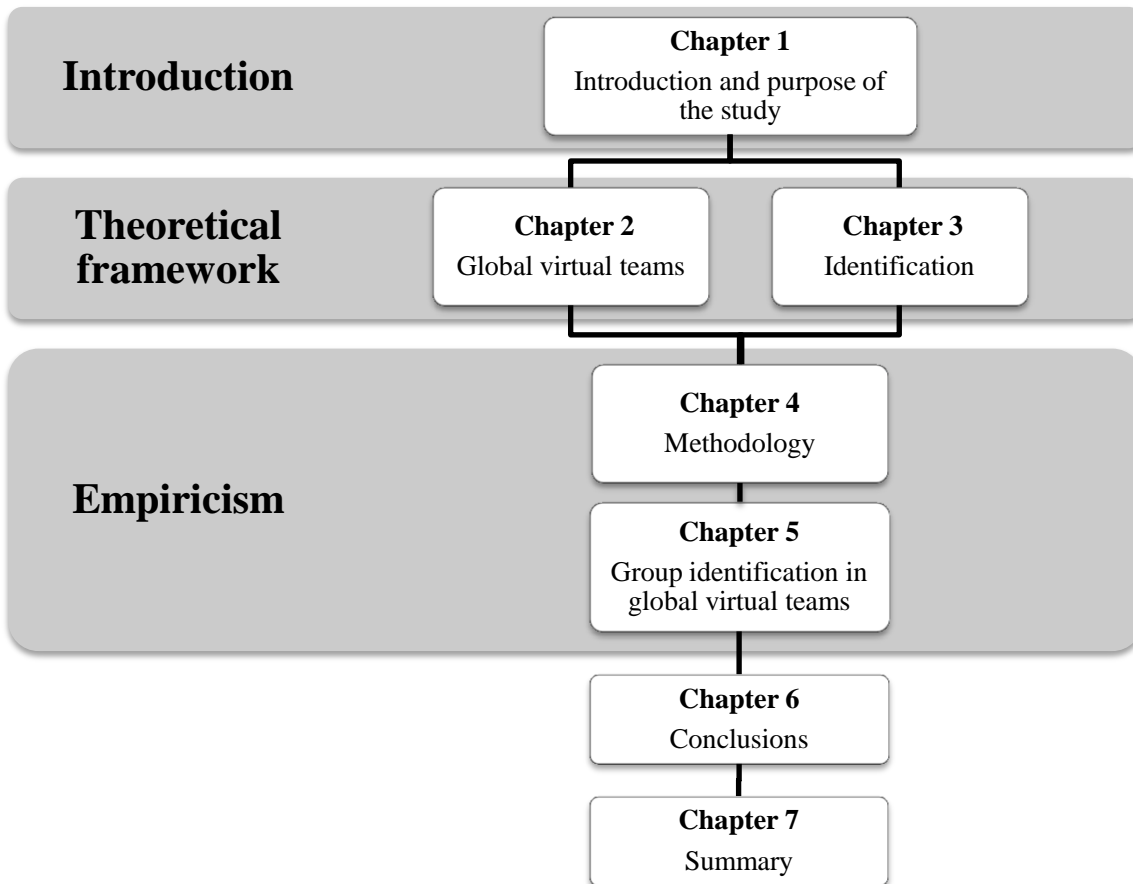 Introduction
Chapter 1
Introduction and purpose of
the study
Theoretical
framework
Chapter 2
Global virtual teams
Chapter 3
Identification
Empiricism
Chapter 4
Methodology
Chapter 5
Group identification in
global virtual teams
Chapter 6
Conclusions
Chapter 7
Summary